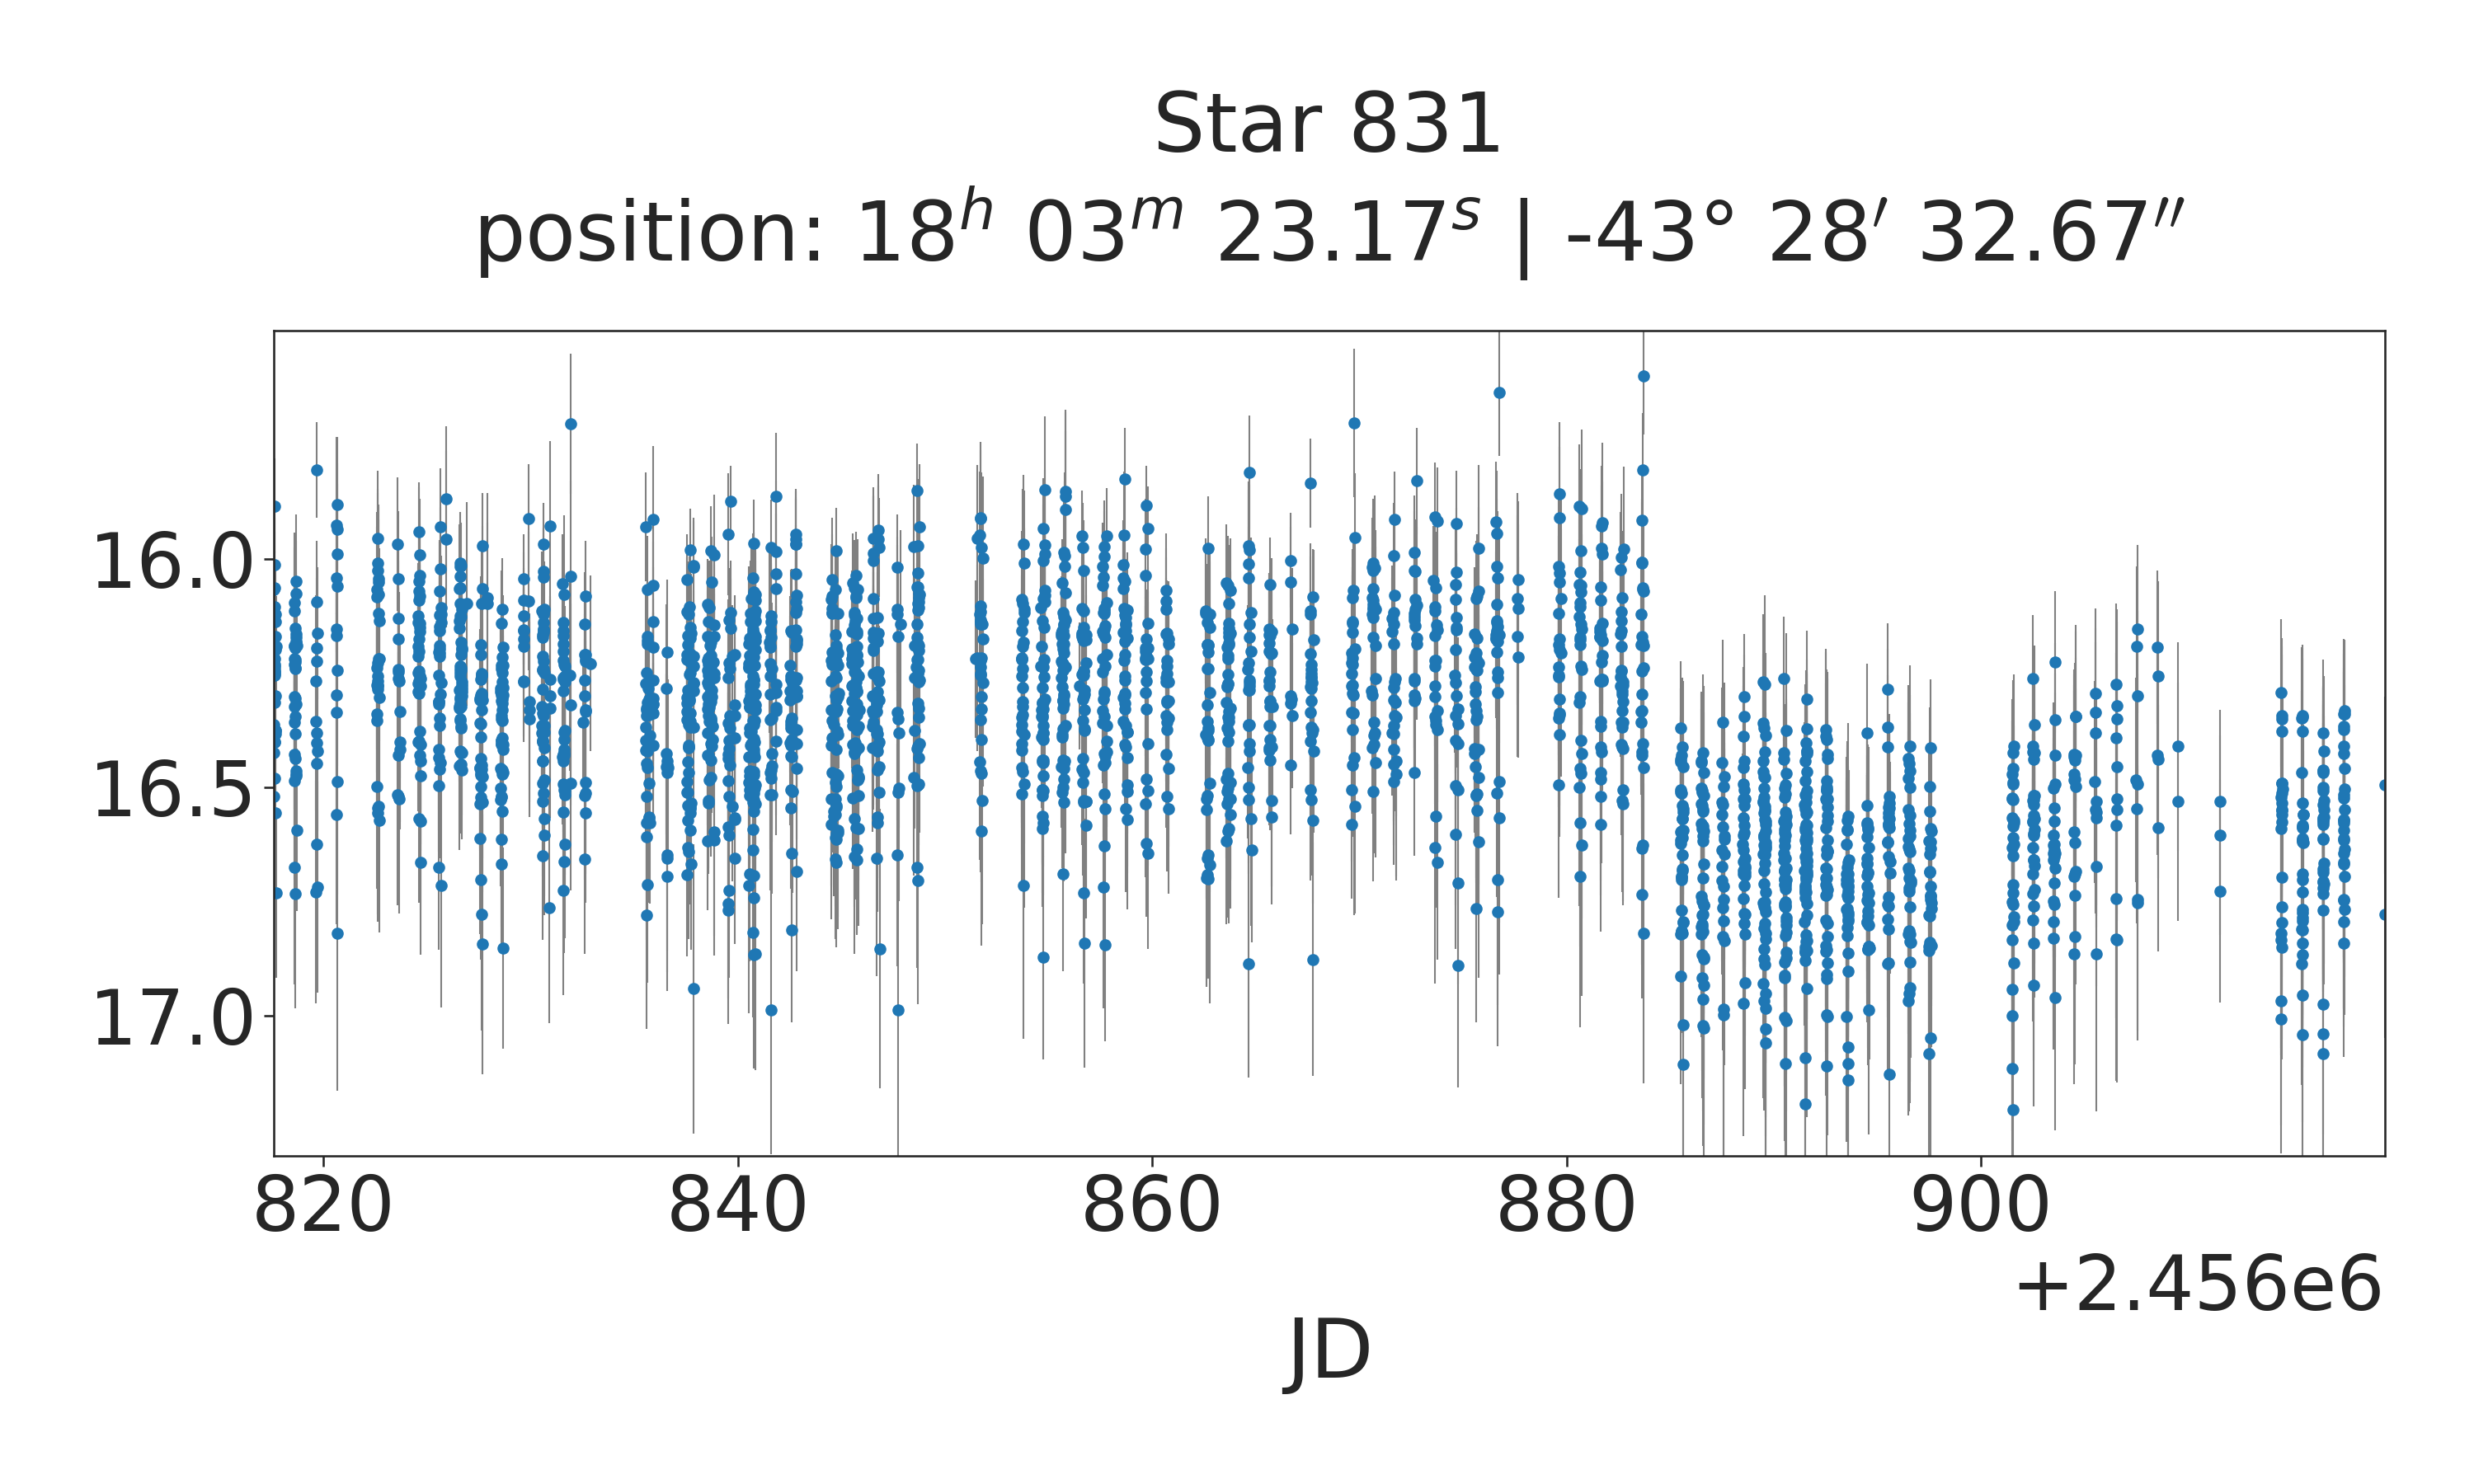 Star 831
position: 18ʰ 03ᵐ 23.17ˢ | -43° 28′ 32.67′′
16.0
16.5
17.0
820 840 860 880 900
+2.456e6
JD